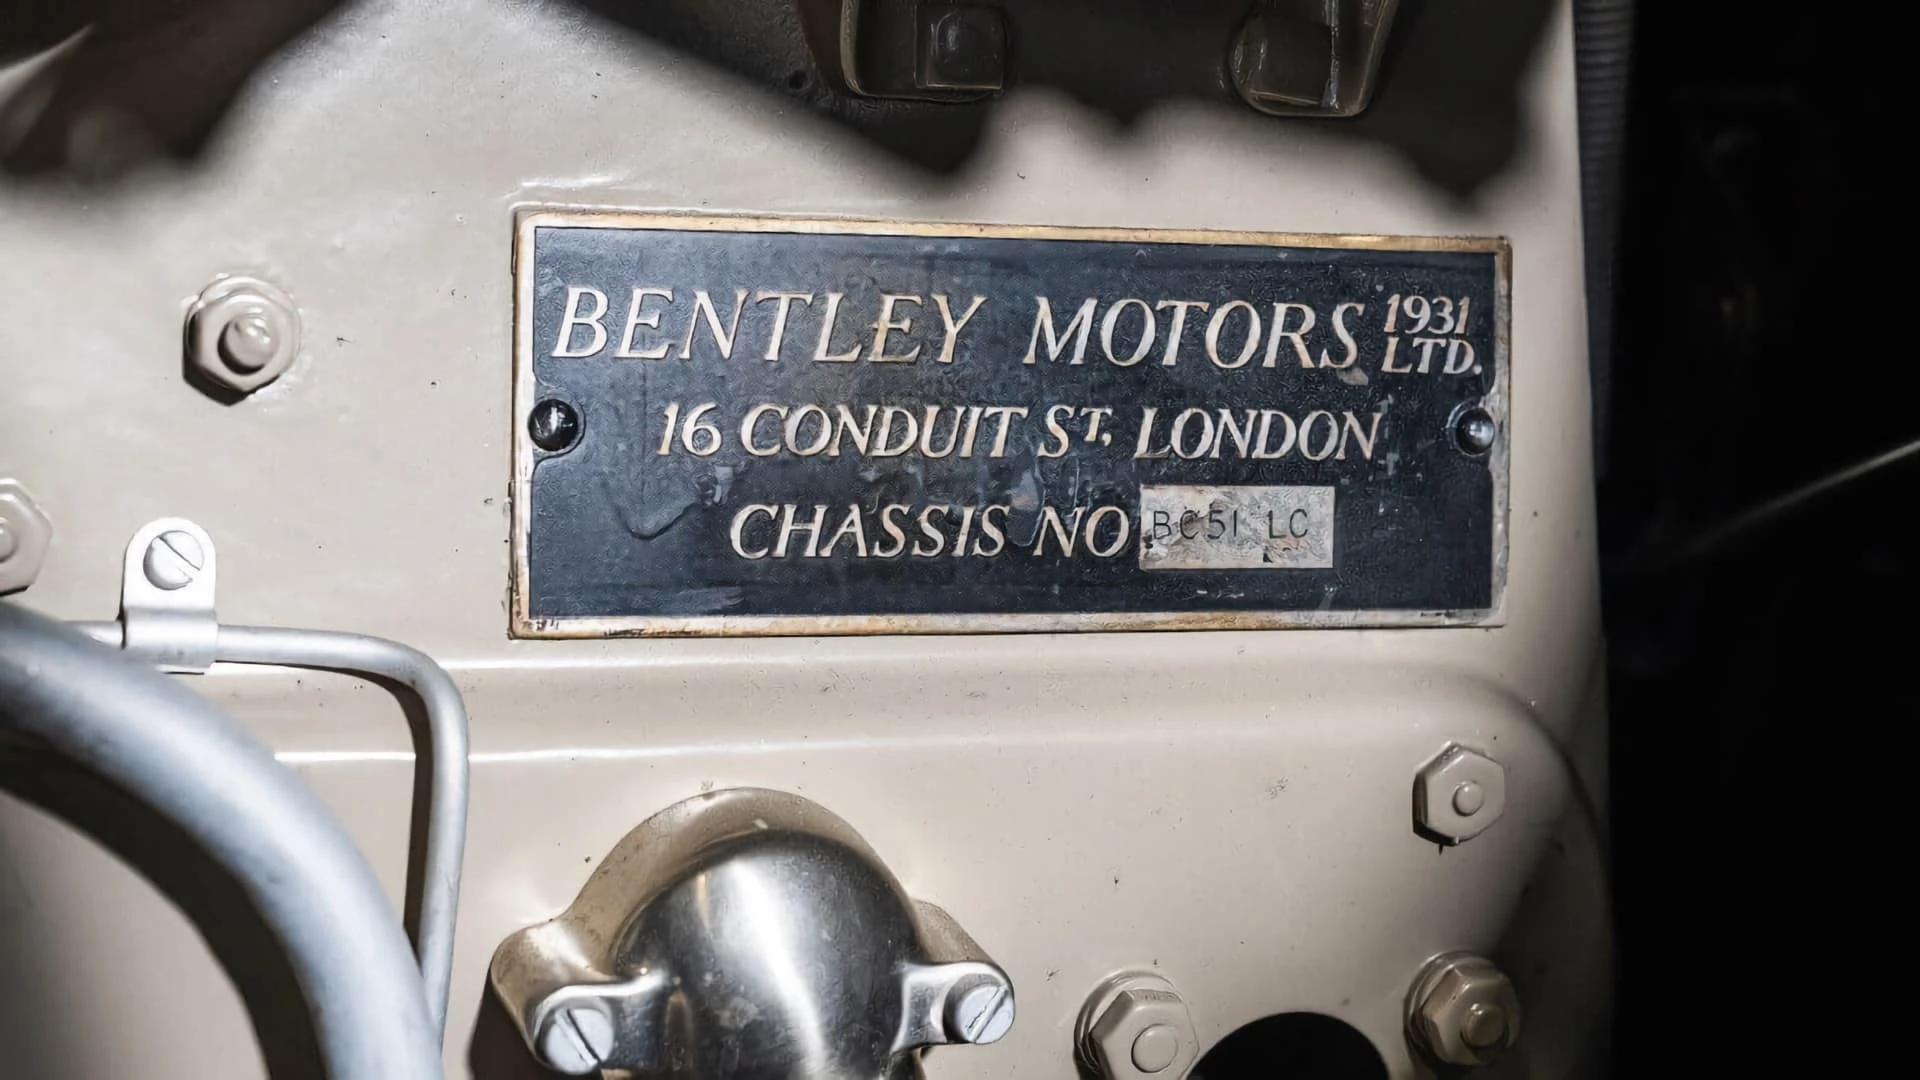 BENTLEY MOTORS 1931 LTD.
16 CONDUIT ST, LONDON
CHASSIS NO BC51 LC